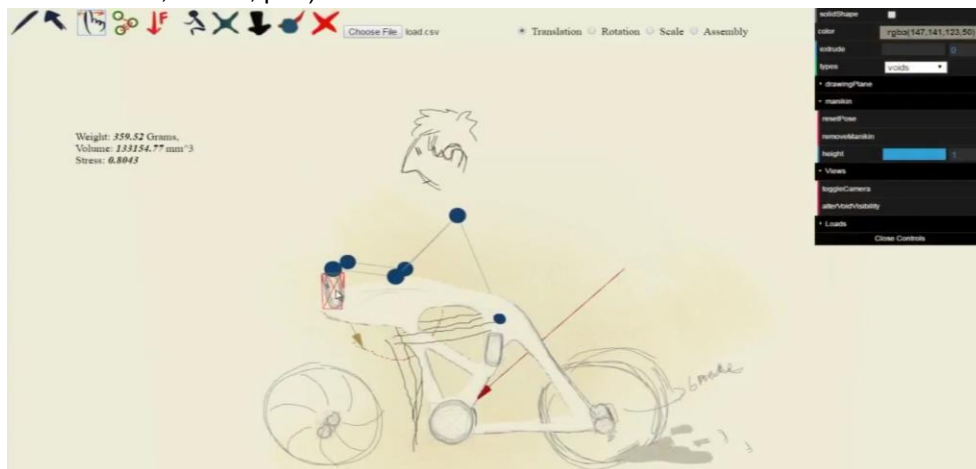 F
Choose File load.csv
Translation Rotation Scale Assembly
Weight: 359.52 Grams,
Volume: 133154.77 mm^3
Stress: 0.8043
solidShape
color rgba(147,141,123,50)
extrude 0
types voids
drawingPlane
manikin
resetPose
removeManikin
height 1
Views
toggleCamera
alterVoidVisibility
Loads
Close Controls